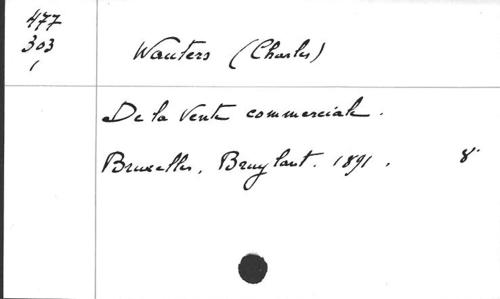 477
303
1
Wauters (Charles)
De la Vente commerciale.
Bruxelles, Bruylant. 1891. 8°